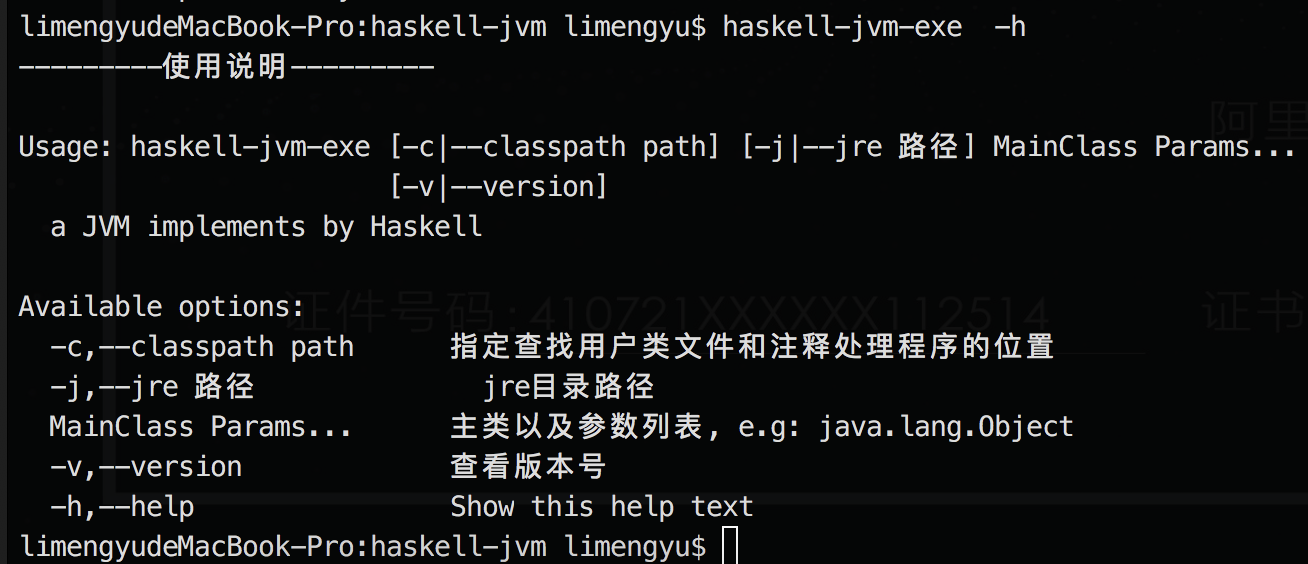 limengyudeMacBook-Pro:haskell-jvm limengyu$ haskell-jvm-exe  -h
---------使用说明---------
阿里
Usage: haskell-jvm-exe [-c|--classpath path] [-j|--jre 路径] MainClass Params...
                       [-v|--version]
  a JVM implements by Haskell
Available options:
证件号码:410721XXXXXX112514
证书
  -c,--classpath path      指定查找用户类文件和注释处理程序的位置
  -j,--jre 路径              jre目录路径
  MainClass Params...      主类以及参数列表, e.g: java.lang.Object
  -v,--version             查看版本号
  -h,--help                Show this help text
limengyudeMacBook-Pro:haskell-jvm limengyu$